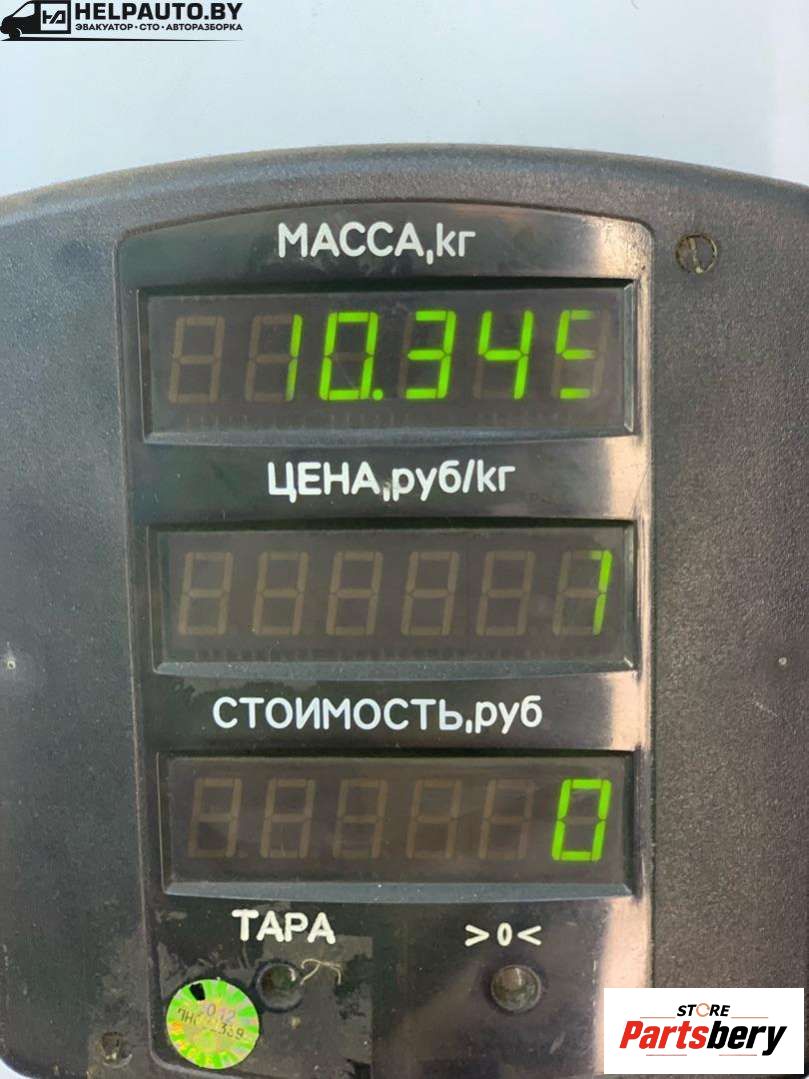 HELPAUTO.BY
ЭВАКУАТОР•СТО•АВТОРАЗБОРКА
МАССА,кг
10.345
ЦЕНА,руб/кг
1
СТОИМОСТЬ,руб
0
ТАРА >0<
STORE
Partsbery